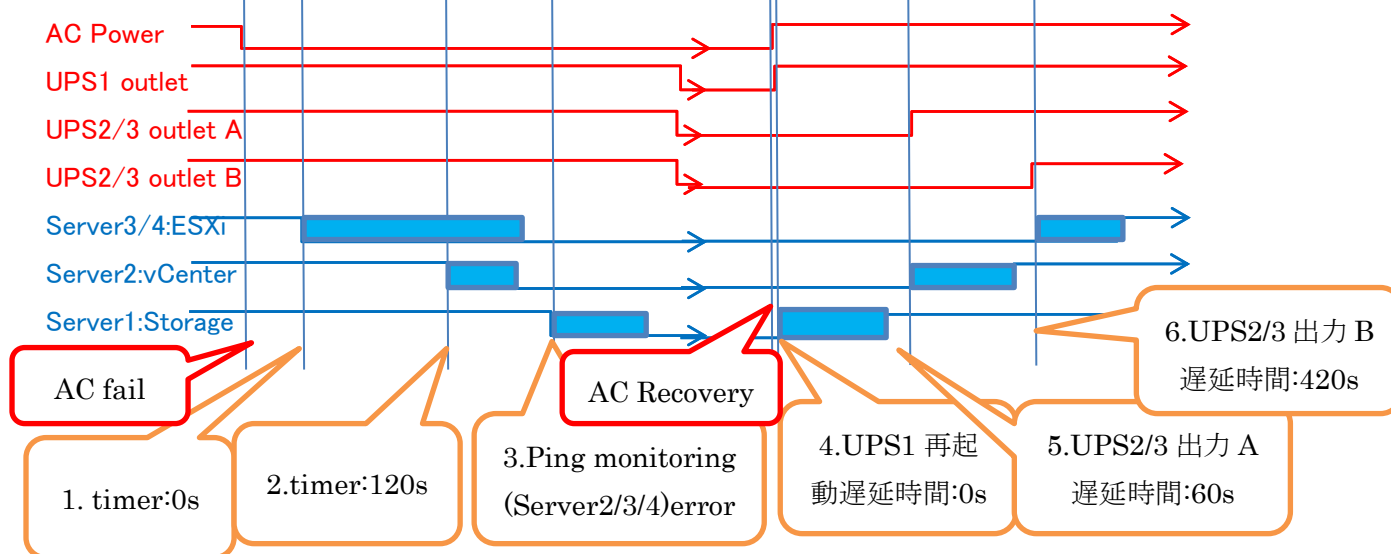 AC Power
UPS1 outlet
UPS2/3 outlet A
UPS2/3 outlet B
Server3/4:ESXi
Server2:vCenter
Server1:Storage
AC fail
AC Recovery
1. timer:0s
2.timer:120s
3.Ping monitoring
(Server2/3/4)error
4.UPS1 再起
動遅延時間:0s
5.UPS2/3 出力 A
遅延時間:60s
6.UPS2/3 出力 B
遅延時間:420s